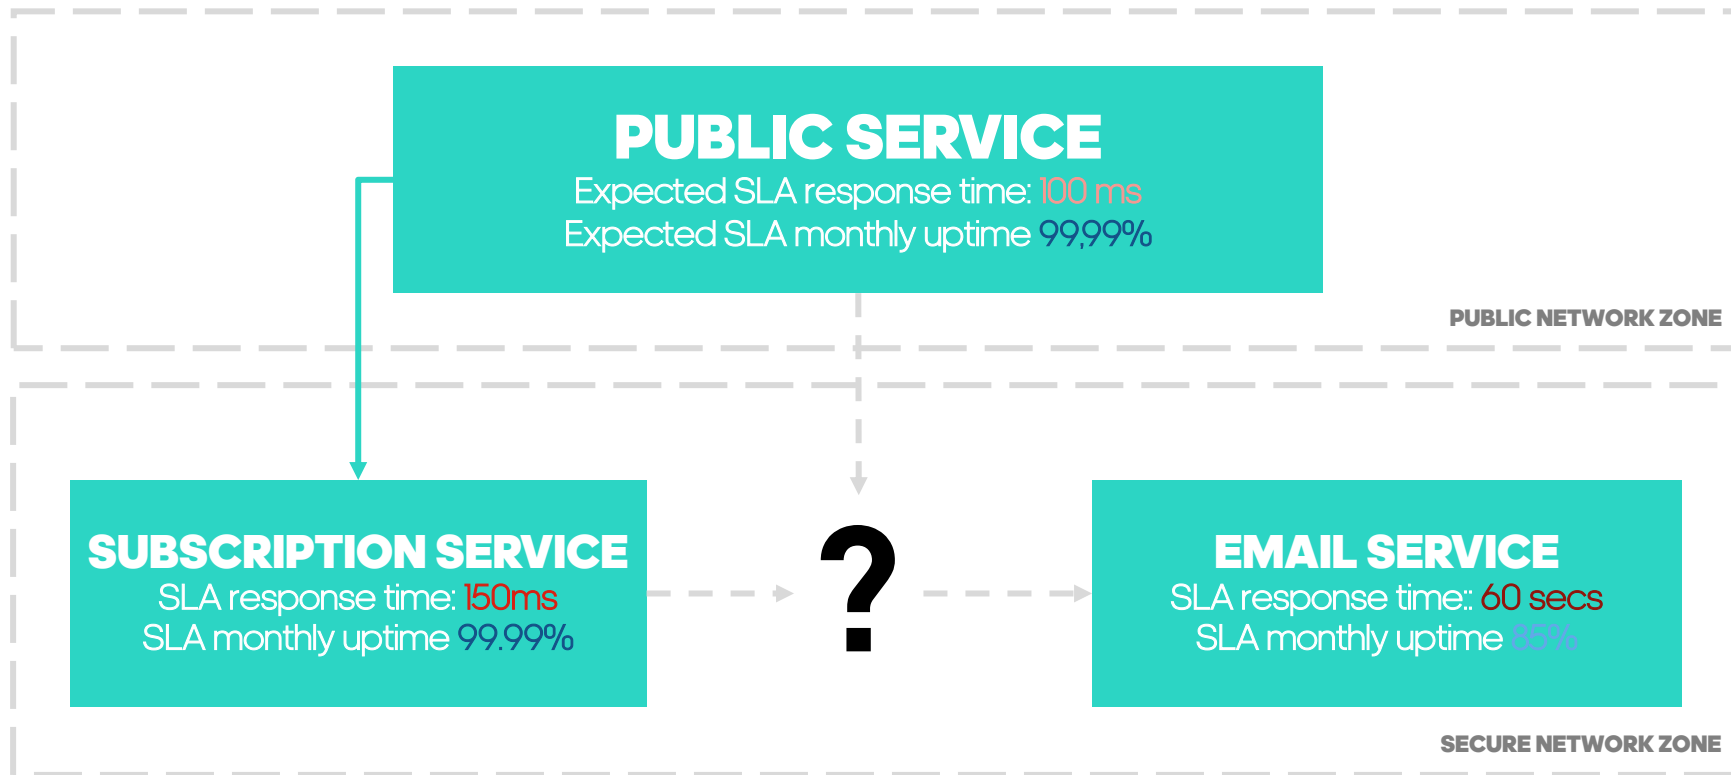 PUBLIC SERVICE
Expected SLA response time: 100 ms
Expected SLA monthly uptime 99,99%
PUBLIC NETWORK ZONE
SUBSCRIPTION SERVICE
SLA response time: 150ms
SLA monthly uptime 99.99%
?
EMAIL SERVICE
SLA response time:: 60 secs
SLA monthly uptime 85%
SECURE NETWORK ZONE